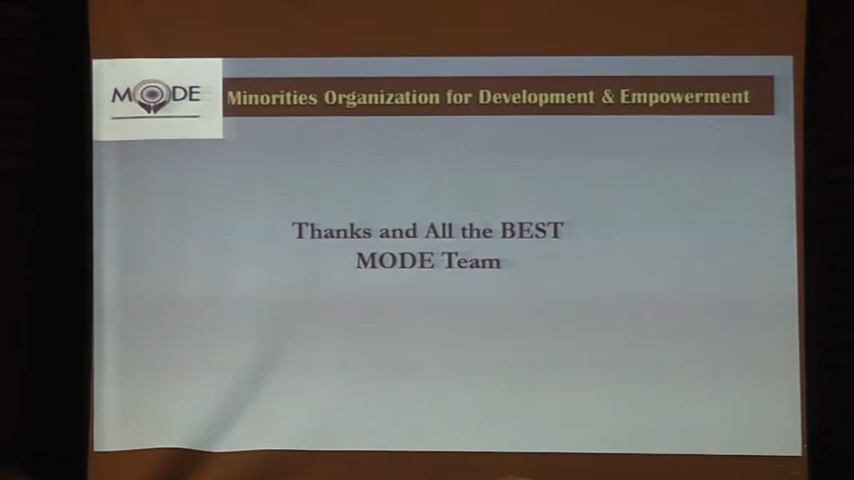 MODE
Minorities Organization for Development & Empowerment
Thanks and All the BEST
MODE Team